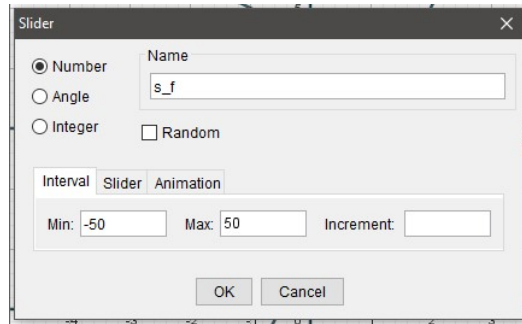 Slider
Number
Name
s_f
Angle
Integer
Random
Interval Slider Animation
Min: -50 Max: 50 Increment:
OK Cancel